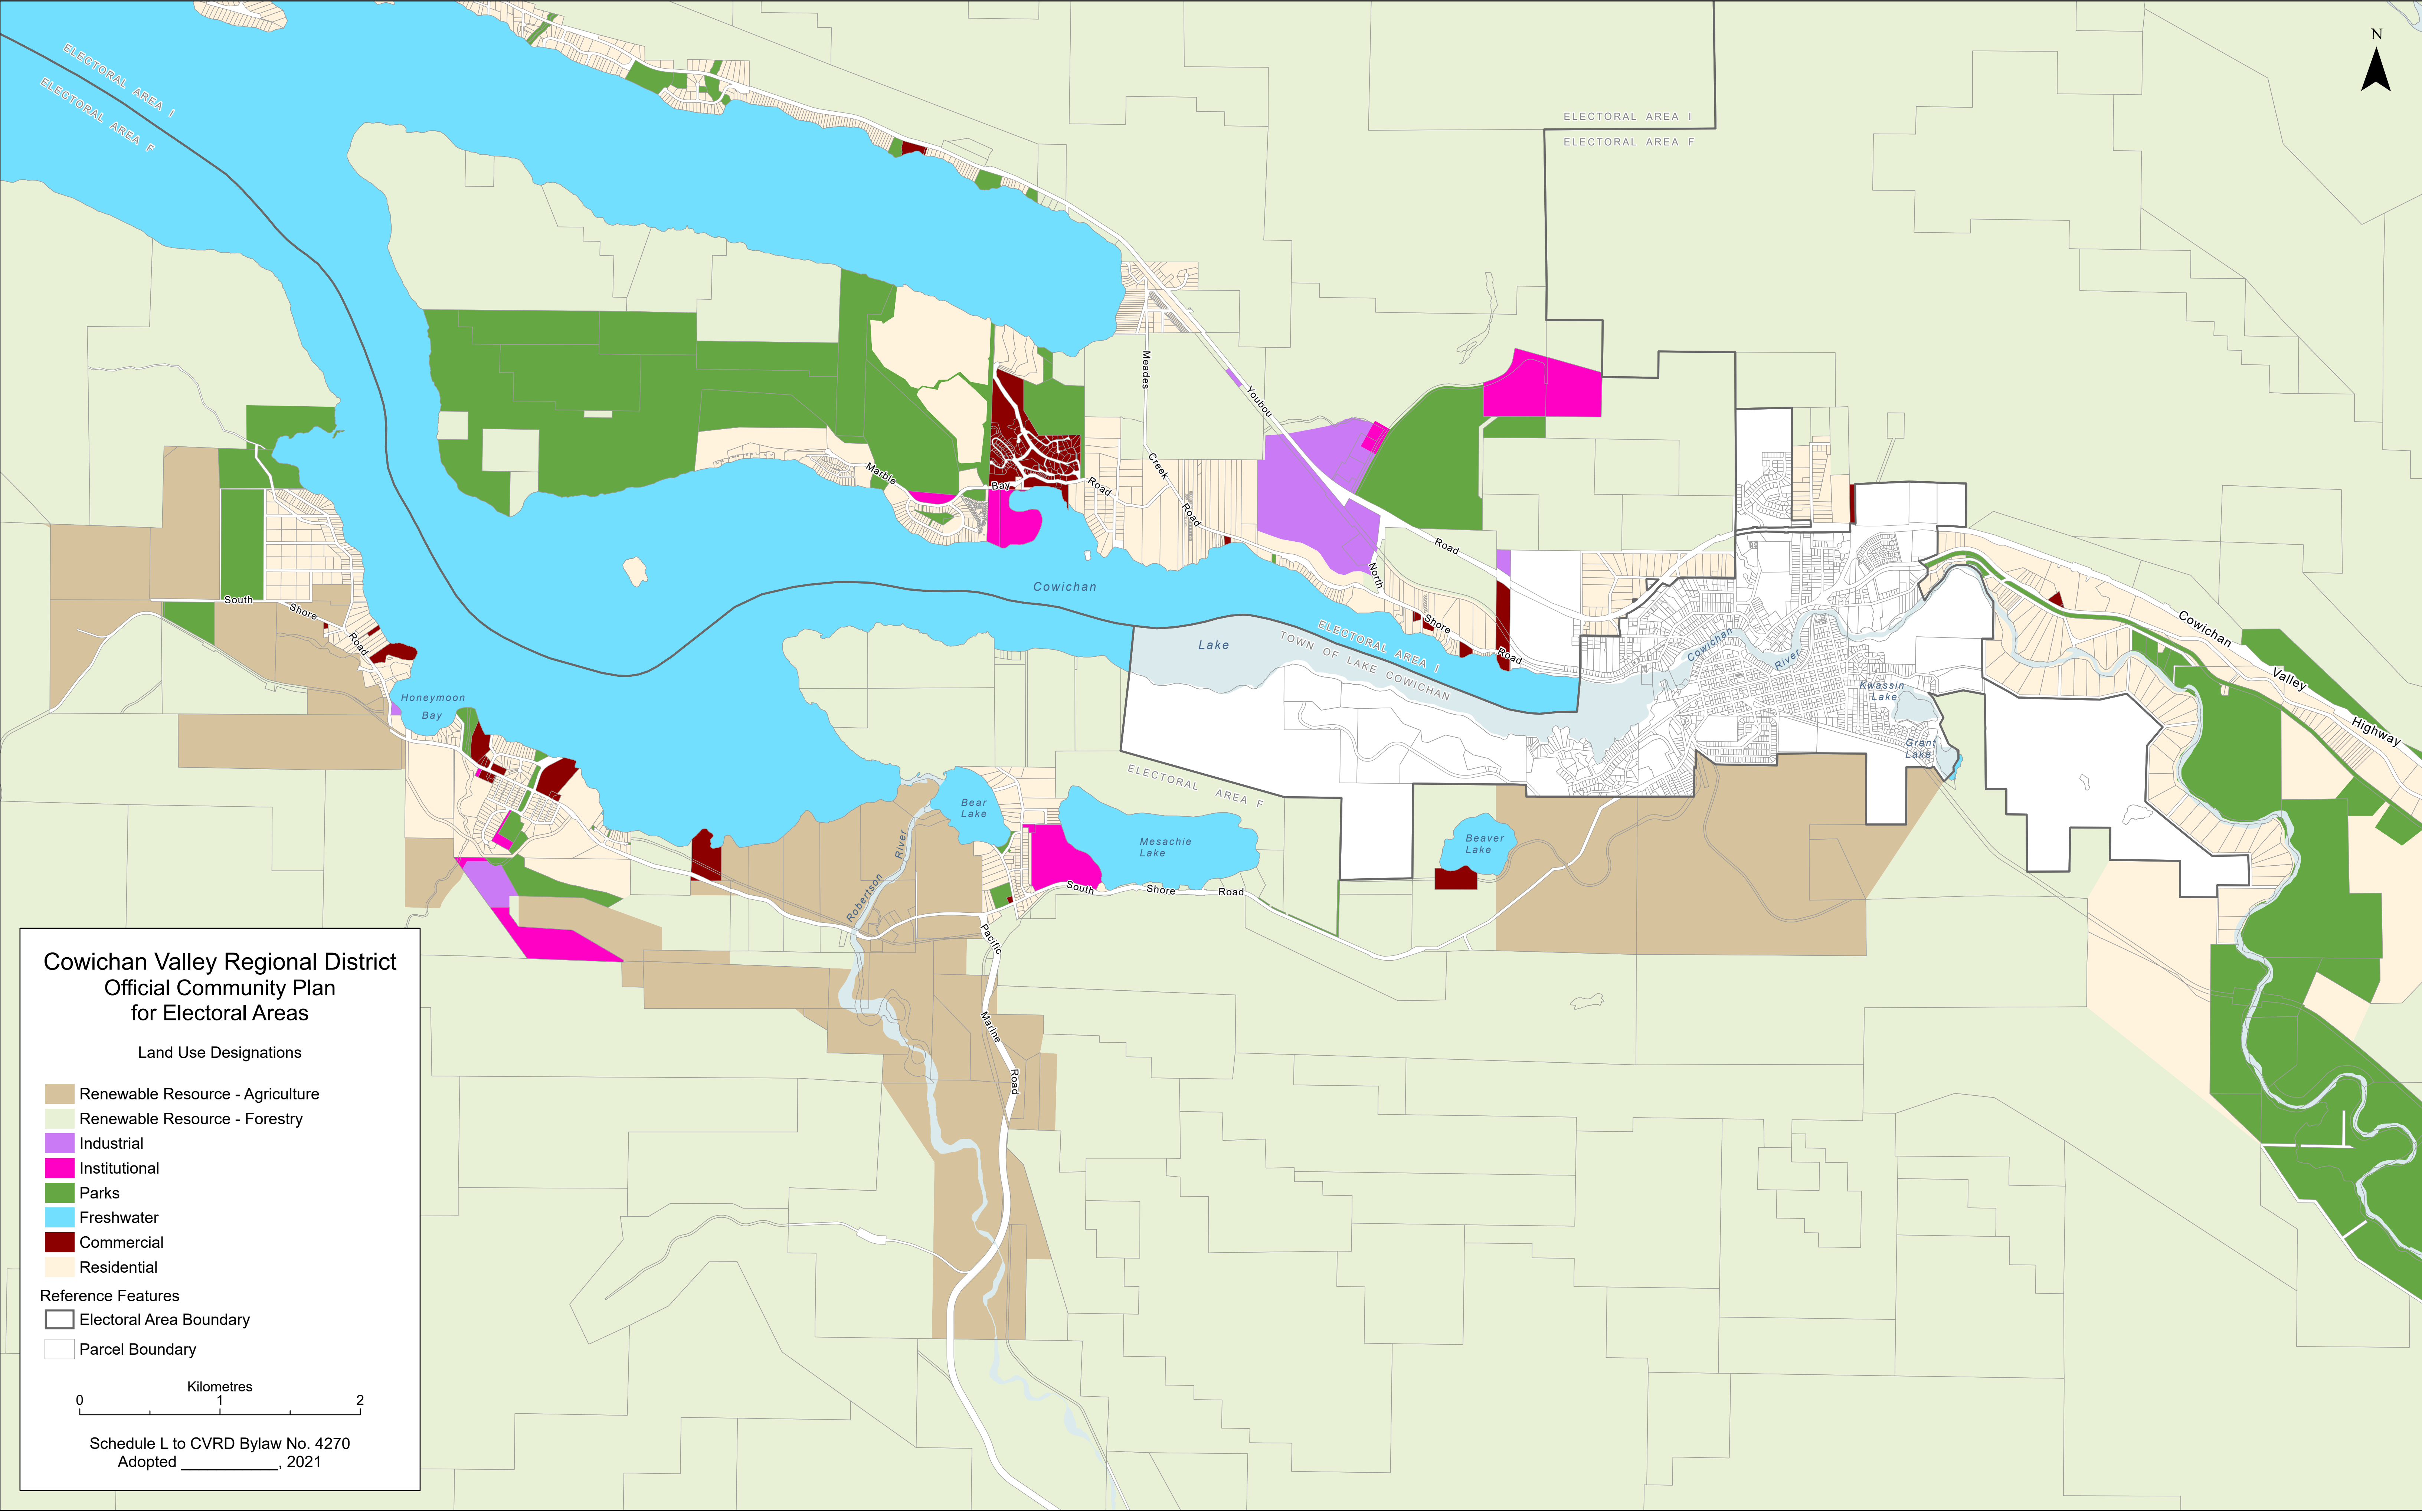 N
ELECTORAL AREA I
ELECTORAL AREA F
ELECTORAL AREA I
ELECTORAL AREA F
Meades
Youbou
Marble
Bay
Road
Creek
Road
Road
North
Shore
Road
Cowichan
Lake
ELECTORAL AREA I
TOWN OF LAKE COWICHAN
Cowichan
River
Kwassin
Lake
Grant
Lake
Cowichan
Valley
Highway
South
Shore
Road
Honeymoon
Bay
ELECTORAL AREA F
Bear
Lake
Mesachie
Lake
Beaver
Lake
Robertson
River
South
Shore
Road
Pacific
Marine
Road
Cowichan Valley Regional District
Official Community Plan
for Electoral Areas
Land Use Designations
Renewable Resource - Agriculture
Renewable Resource - Forestry
Industrial
Institutional
Parks
Freshwater
Commercial
Residential
Reference Features
Electoral Area Boundary
Parcel Boundary
Kilometres
0 1 2
Schedule L to CVRD Bylaw No. 4270
Adopted ___________, 2021